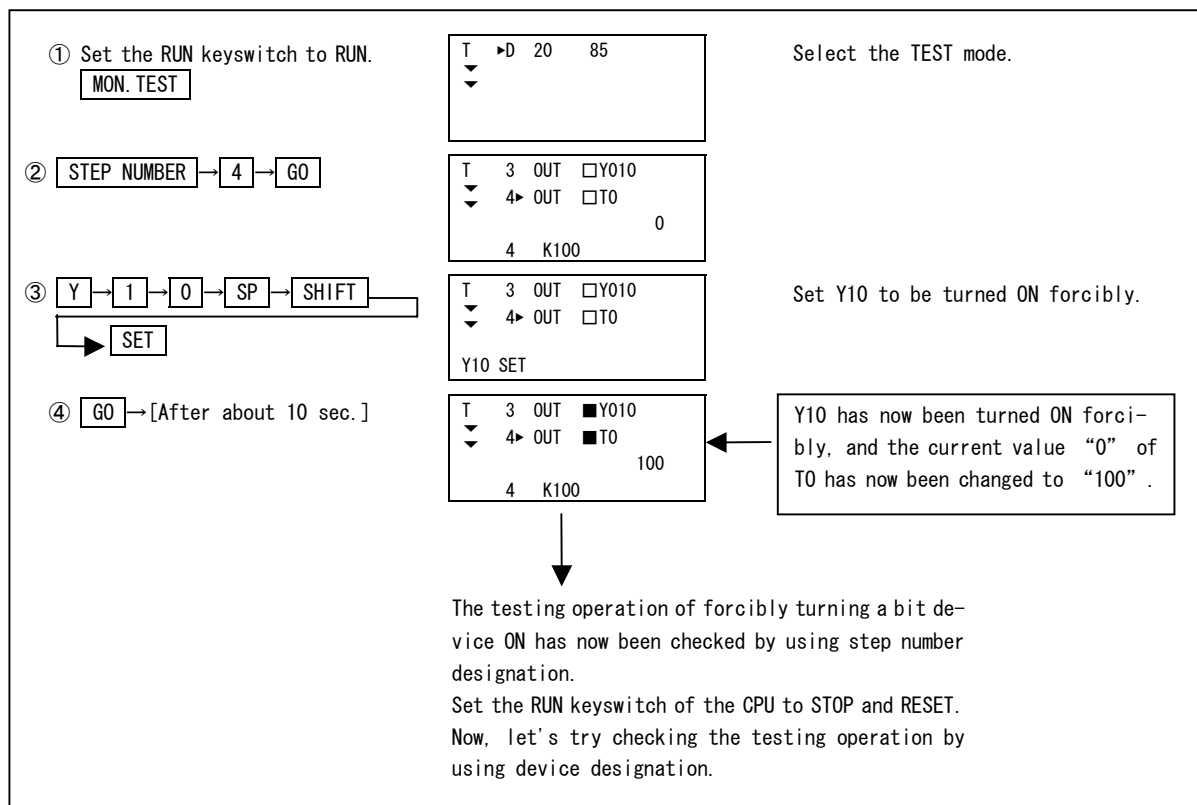 ① Set the RUN keyswitch to RUN.
MON. TEST
T ►D 20 85
Select the TEST mode.
② STEP NUMBER → 4 → GO
T 3 OUT □Y010
4► OUT □T0
0
4 K100
③ Y → 1 → 0 → SP → SHIFT
SET
T 3 OUT □Y010
4► OUT □T0
Y10 SET
Set Y10 to be turned ON forcibly.
④ GO →[After about 10 sec.]
T 3 OUT ■Y010
4► OUT ■T0
100
4 K100
Y10 has now been turned ON forci-
bly, and the current value “0” of
T0 has now been changed to “100”.
The testing operation of forcibly turning a bit de-
vice ON has now been checked by using step number
designation.
Set the RUN keyswitch of the CPU to STOP and RESET.
Now, let's try checking the testing operation by
using device designation.